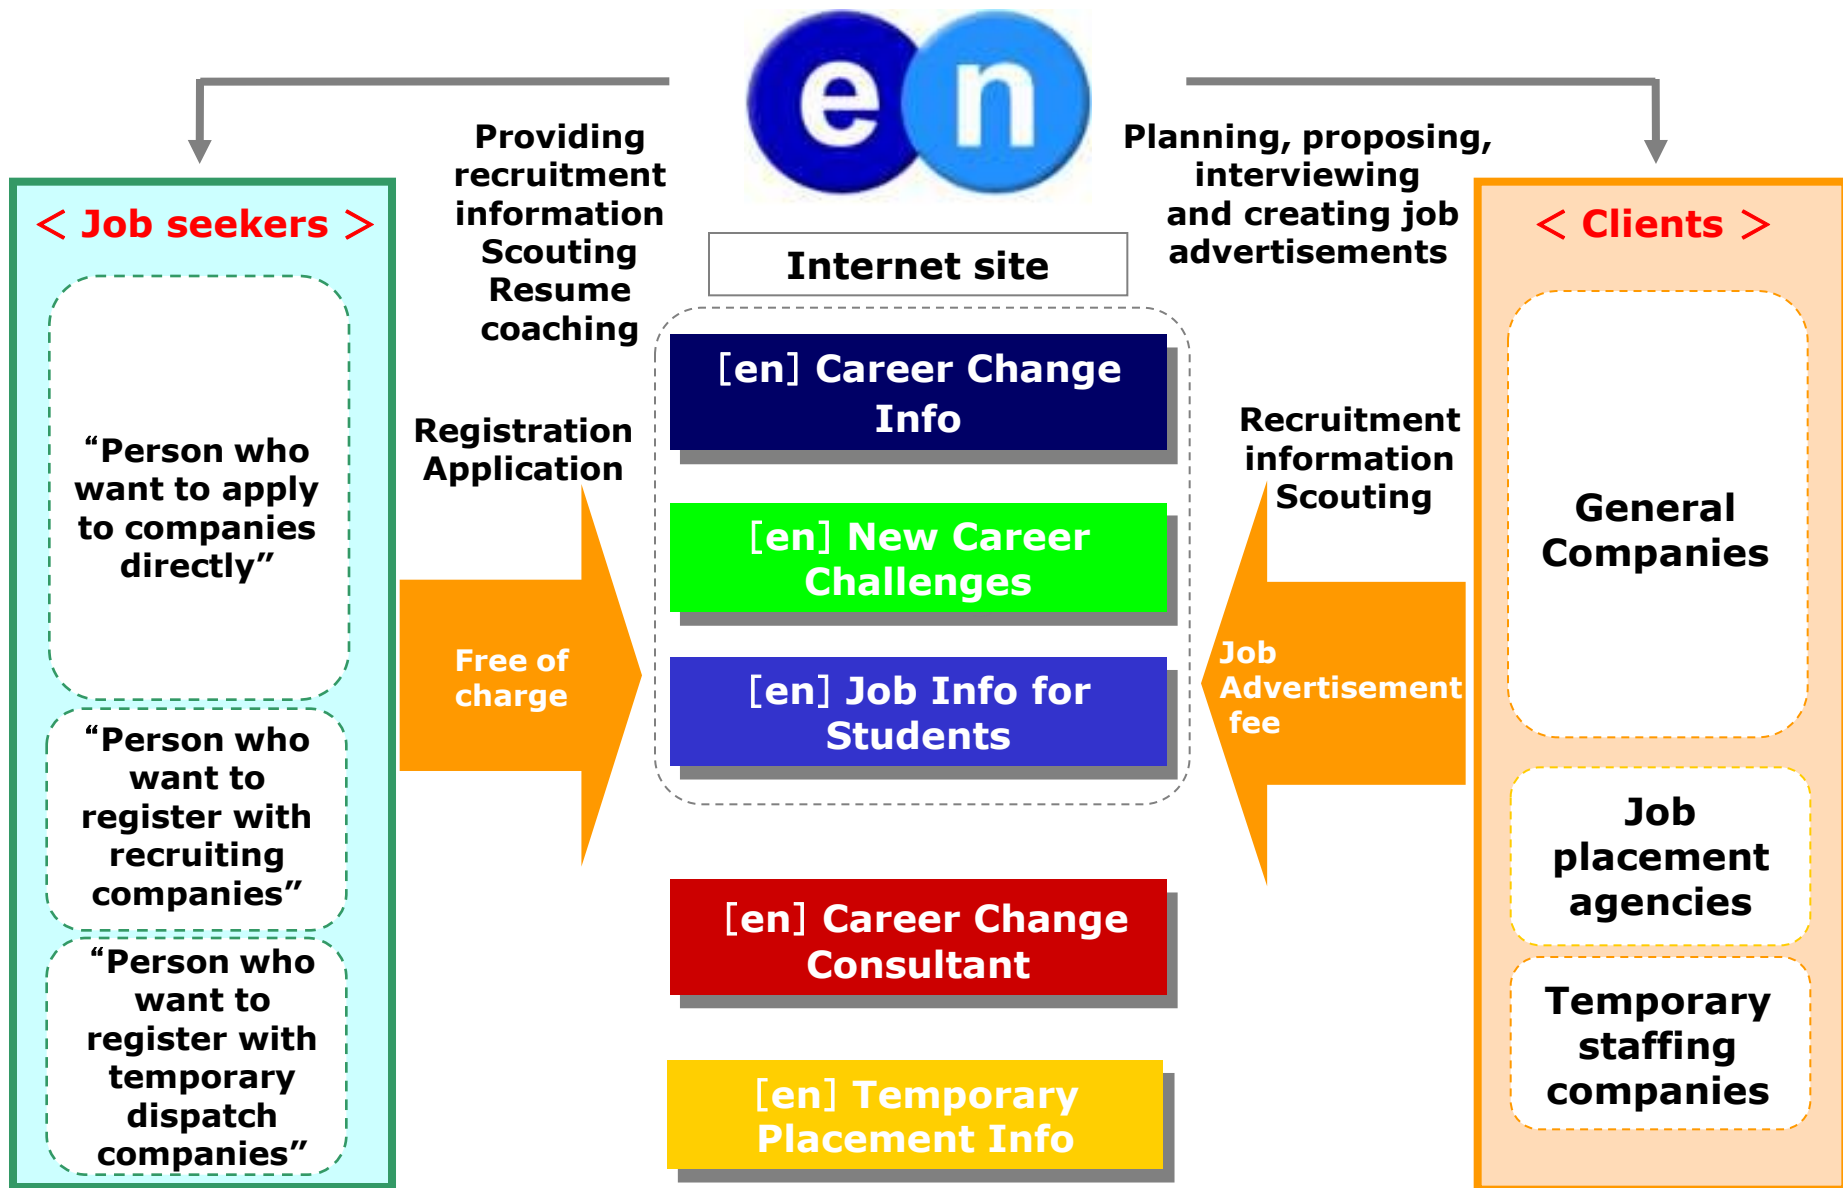 en
Providing
recruitment
information
Scouting
Resume
coaching
Planning, proposing,
interviewing
and creating job
advertisements
＜ Job seekers ＞
“Person who
want to apply
to companies
directly”
“Person who
want to
register with
recruiting
companies”
“Person who
want to
register with
temporary
dispatch
companies”
Registration
Application
Free of
charge
Internet site
［en］ Career Change
Info
［en］ New Career
Challenges
［en］ Job Info for
Students
［en］ Career Change
Consultant
［en］ Temporary
Placement Info
Recruitment
information
Scouting
Job
Advertisement
fee
＜ Clients ＞
General
Companies
Job
placement
agencies
Temporary
staffing
companies